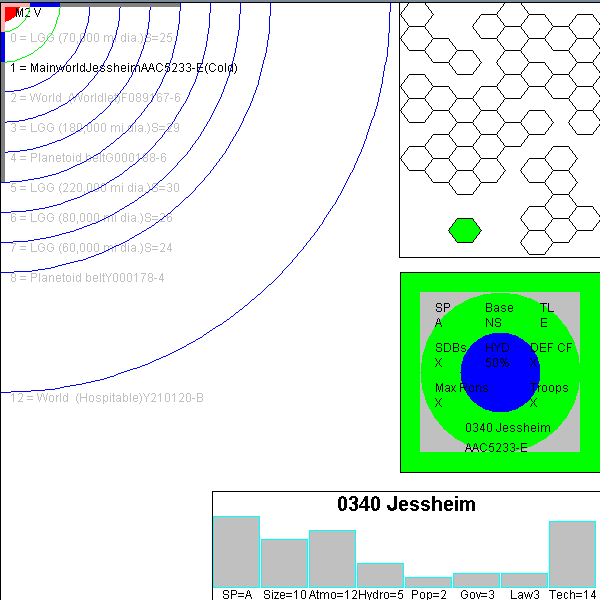 M2 V
0 = LGG (70,000 mi dia.)S=25
1 = MainworldJessheimAAC5233-E(Cold)
2 = World (Worldlet)F089167-6
3 = LGG (180,000 mi dia.)S=29
4 = Planetoid beltG000168-6
5 = LGG (220,000 mi dia.)S=30
6 = LGG (80,000 mi dia.)S=26
7 = LGG (60,000 mi dia.)S=24
8 = Planetoid beltY000178-4
12 = World (Hospitable)Y210120-B
SP Base TL
A NS E
SDBs HYD DEF CF
X 50% X
Max Pop
X X
0340 Jessheim
AAC5233-E
0340 Jessheim
SP=A Size=10 Atmo=12 Hydro=5 Pop=2 Gov=3 Law3 Tech=14